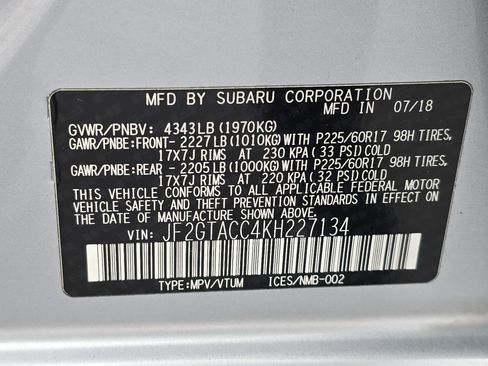 MFD BY SUBARU CORPORATION
MFD IN 07/18
GVWR/PNBV: 4343LB (1970KG)
GAWR/PNBE:FRONT- 2227LB (1010KG)WITH P225/60R17 98H TIRES,
17X7J RIMS AT 230 KPA (33 PSI)COLD
GAWR/PNBE:REAR - 2205LB (1000KG)WITH P225/60R17 98H TIRES,
17X7J RIMS AT 220 KPA (32 PSI)COLD
THIS VEHICLE CONFORMS TO ALL APPLICABLE FEDERAL MOTOR
VEHICLE SAFETY, BUMPER, AND THEFT PREVENTION STANDARDS
IN EFFECT ON THE DATE OF MANUFACTURE SHOWN ABOVE.
VIN: JF2GTACC4KH227134
TYPE:MPV/VTUM ICES/NMB-002